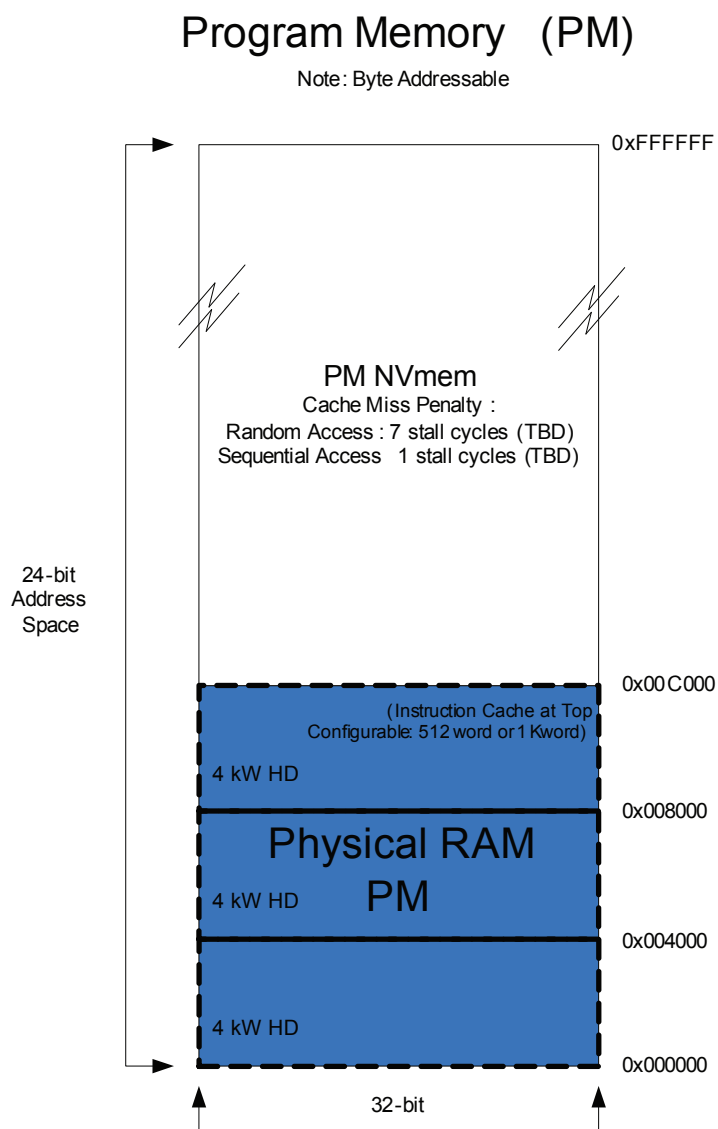 Program Memory (PM)
Note: Byte Addressable
0xFFFFFF
PM NVmem
Cache Miss Penalty :
Random Access : 7 stall cycles (TBD)
Sequential Access 1 stall cycles (TBD)
24-bit
Address
Space
0x00C000
(Instruction Cache at Top
Configurable: 512 word or 1 Kword)
4 kW HD
0x008000
Physical RAM
PM
4 kW HD
0x004000
4 kW HD
0x000000
32-bit